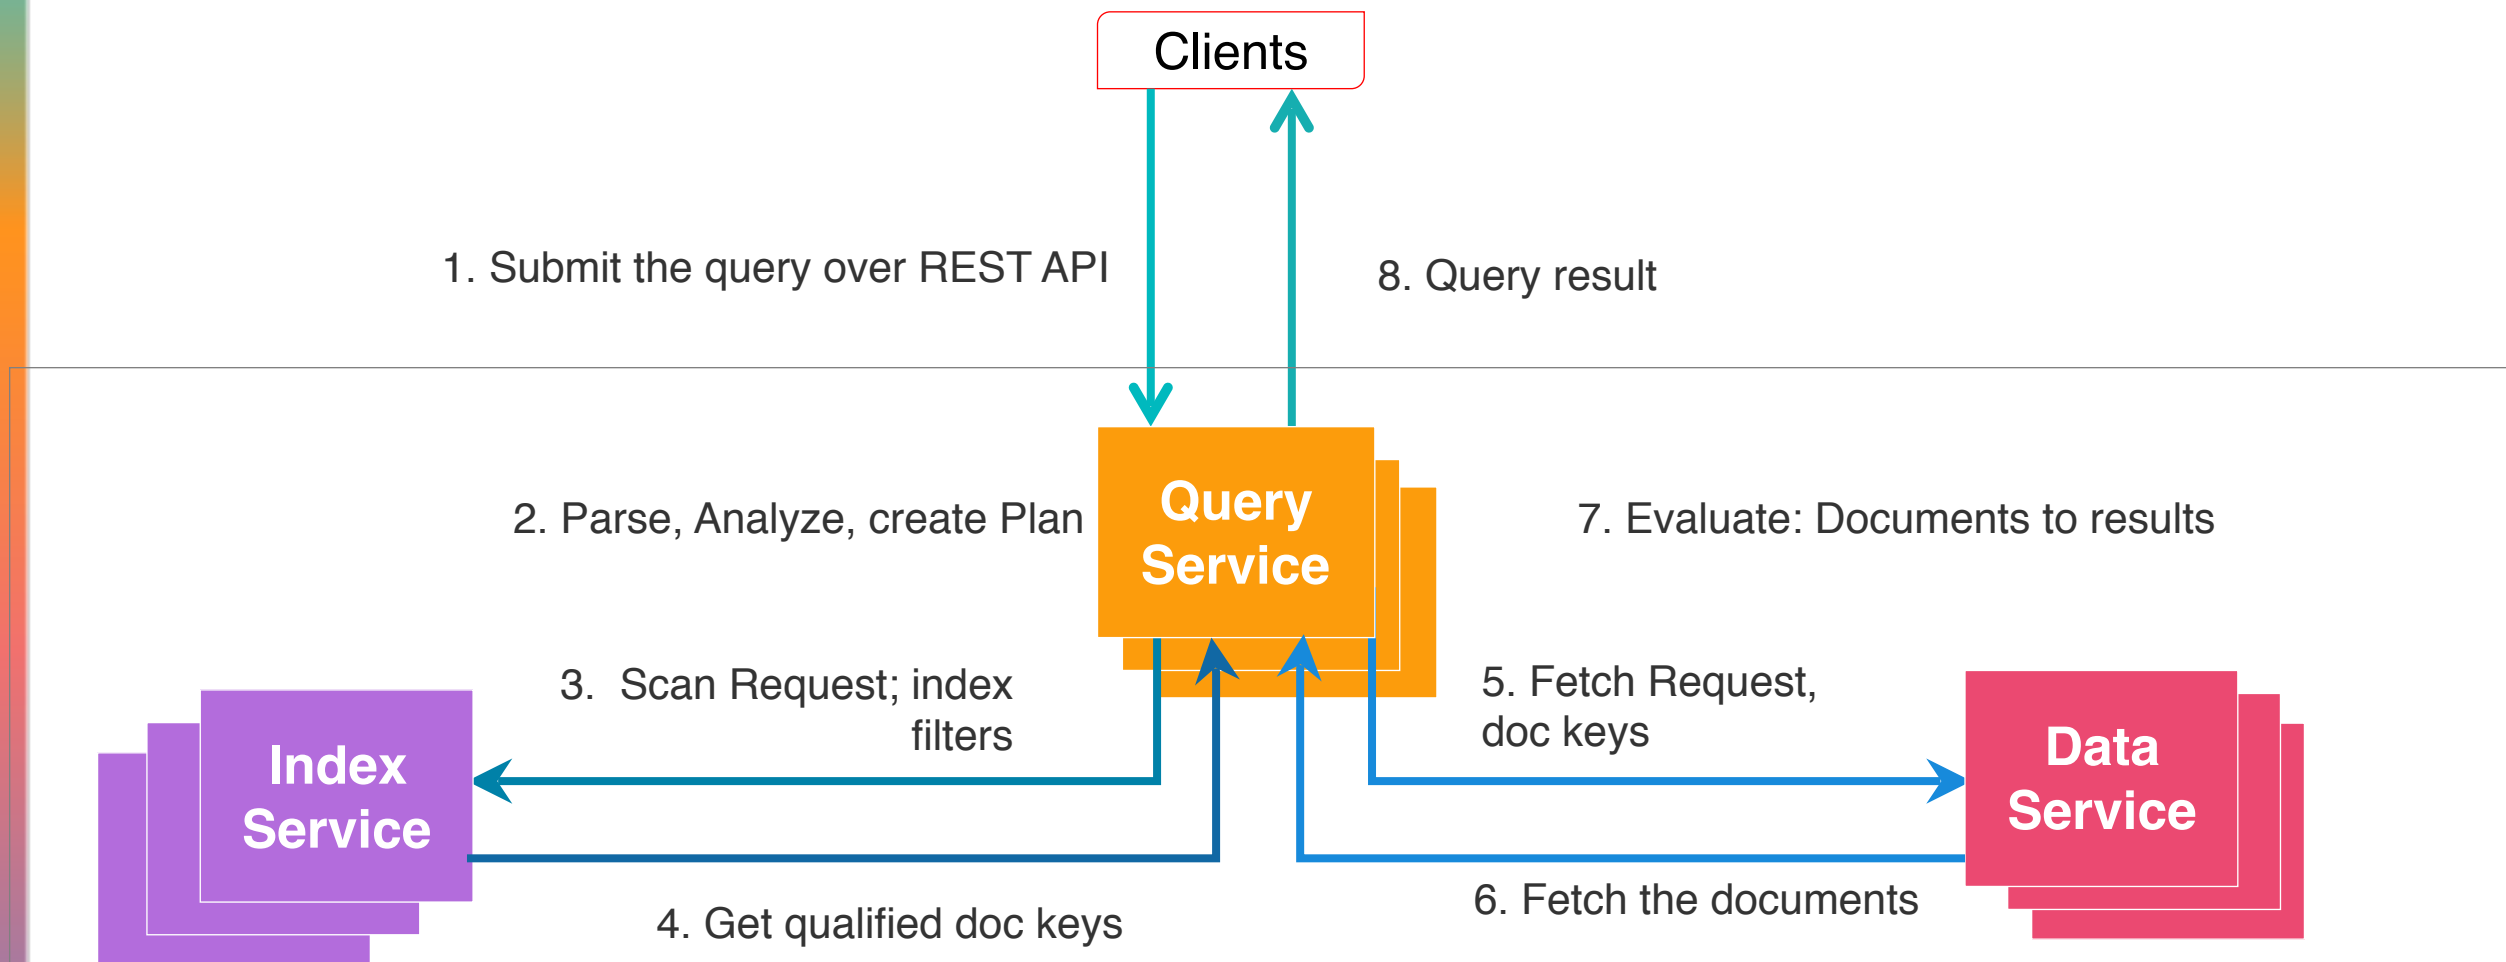 Clients
1. Submit the query over REST API
8. Query result
2. Parse, Analyze, create Plan
Query
Service
7. Evaluate: Documents to results
3. Scan Request; index
filters
5. Fetch Request,
doc keys
Index
Service
Data
Service
4. Get qualified doc keys
6. Fetch the documents